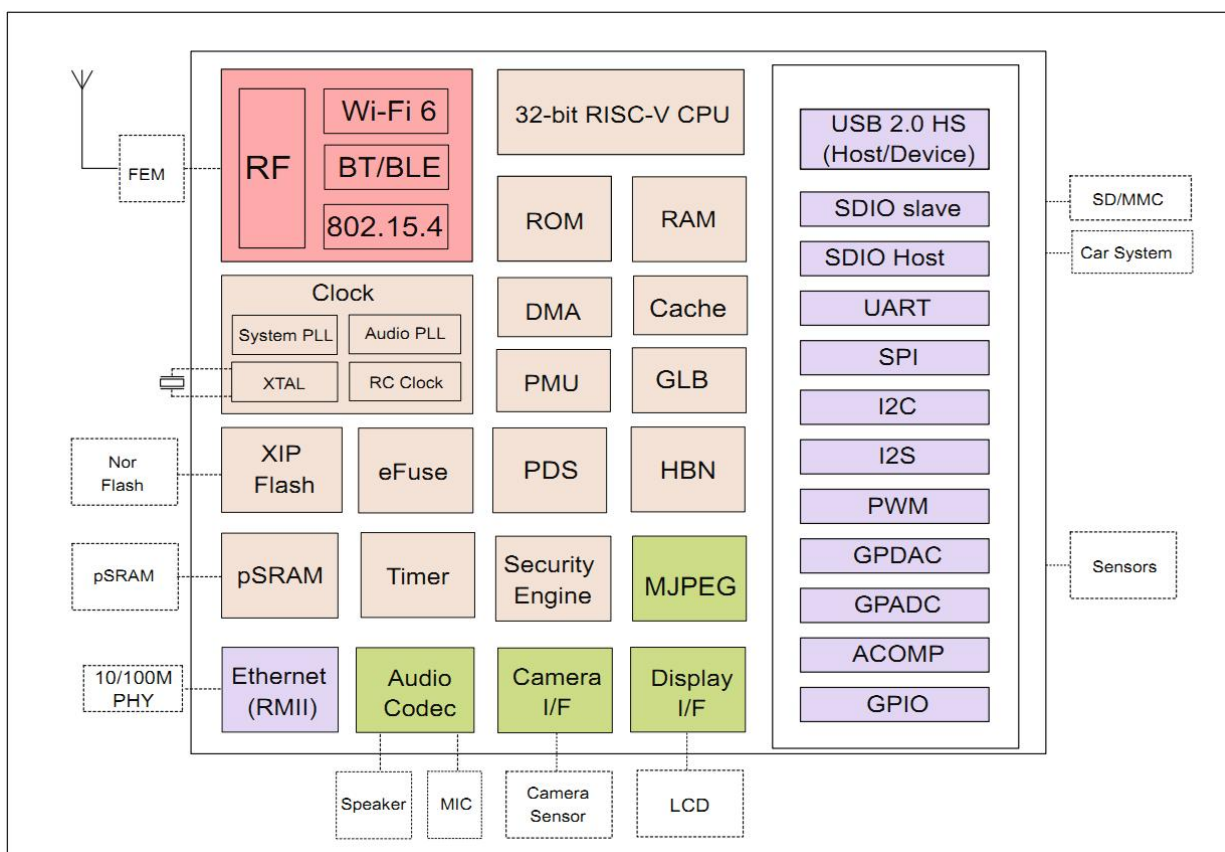 FEM
RF
Wi-Fi 6
BT/BLE
802.15.4
32-bit RISC-V CPU
ROM
RAM
DMA
Cache
PMU
GLB
Clock
System PLL
Audio PLL
XTAL
RC Clock
Nor
Flash
XIP
Flash
eFuse
PDS
HBN
pSRAM
pSRAM
Timer
Security
Engine
MJPEG
10/100M
PHY
Ethernet
(RMII)
Audio
Codec
Camera
I/F
Display
I/F
Speaker
MIC
Camera
Sensor
LCD
USB 2.0 HS
(Host/Device)
SDIO slave
SDIO Host
UART
SPI
I2C
I2S
PWM
GPDAC
GPADC
ACOMP
GPIO
SD/MMC
Car System
Sensors